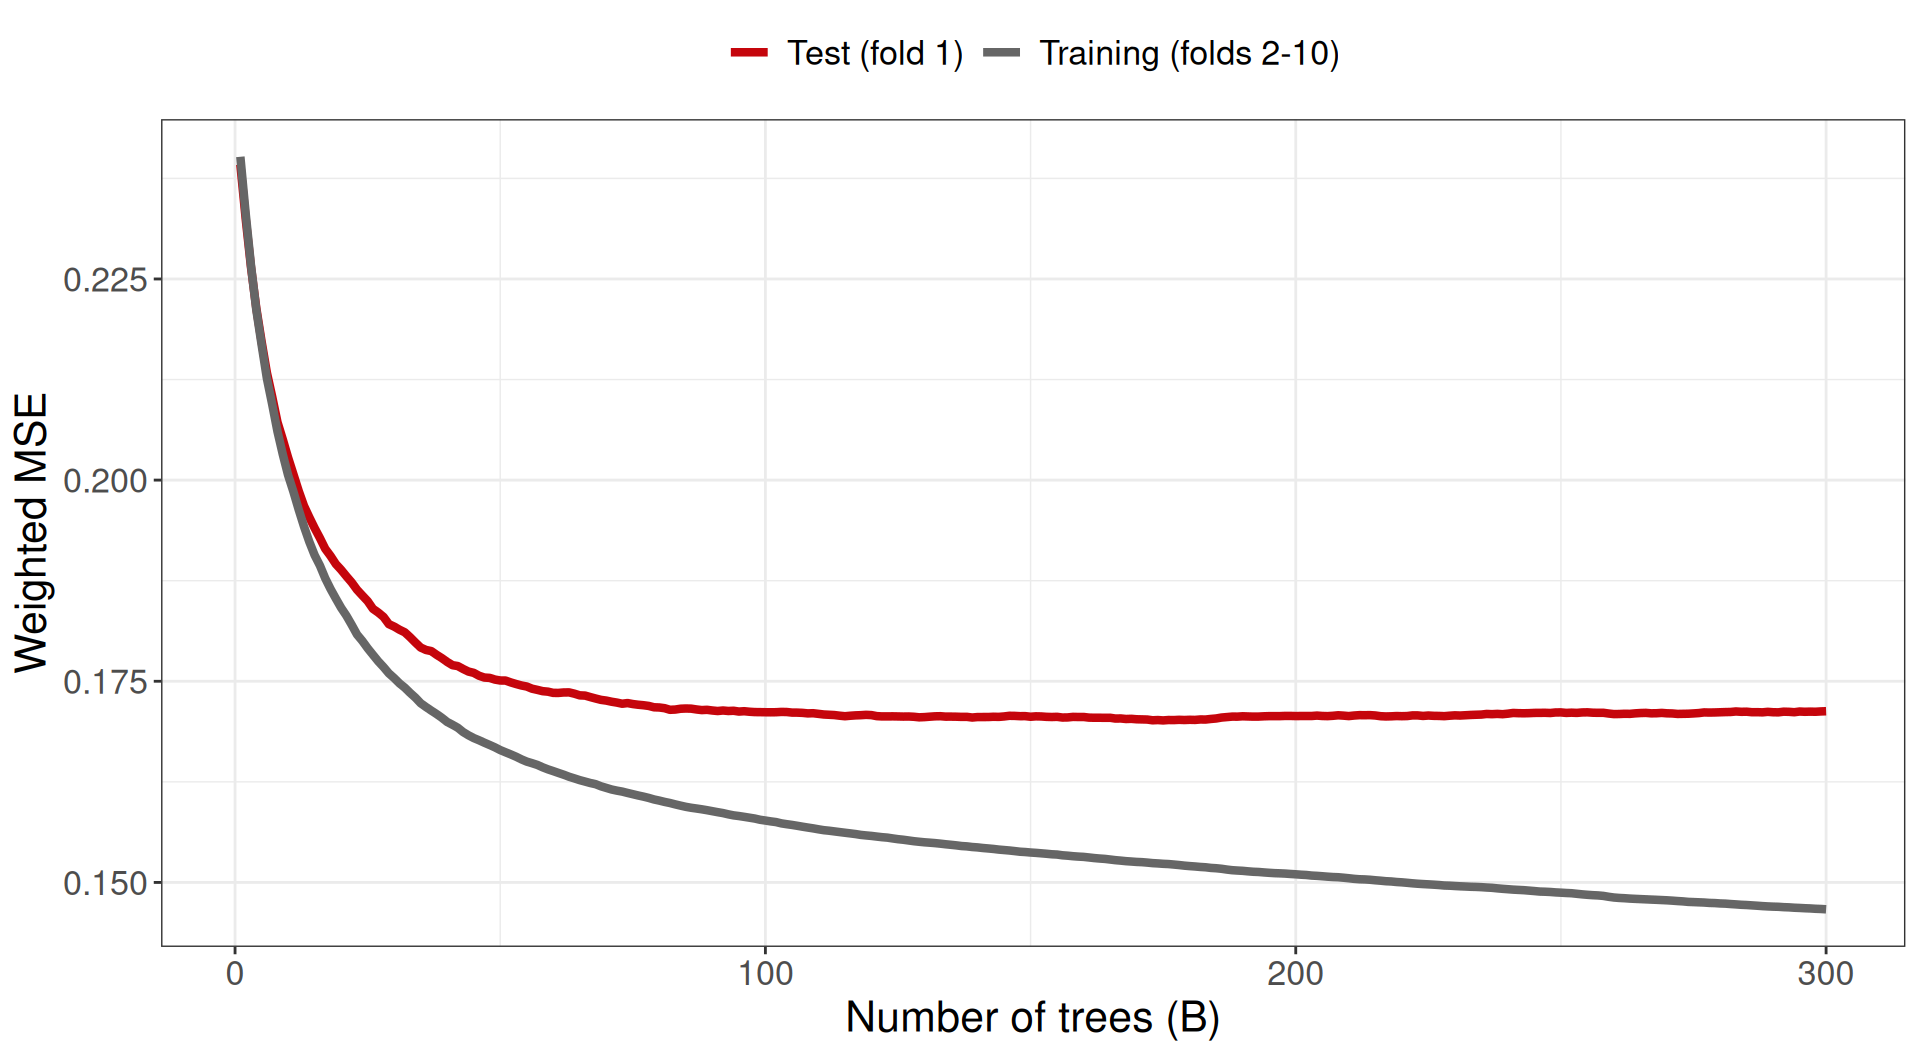 Test (fold 1) Training (folds 2-10)
Weighted MSE
0.225
0.200
0.175
0.150
0 100 200 300
Number of trees (B)